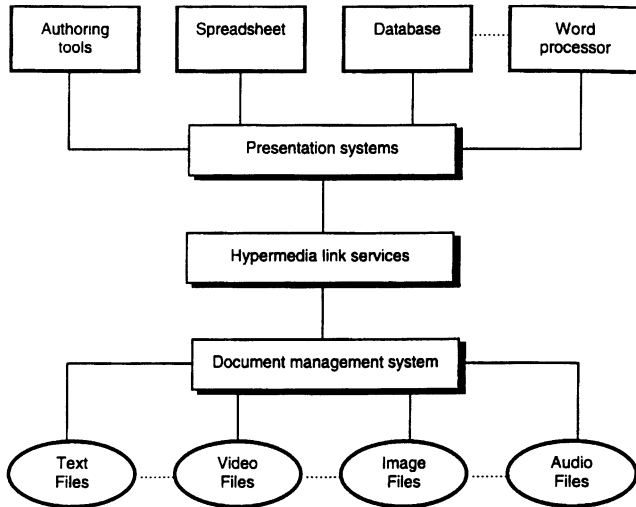 Authoring
tools
Spreadsheet
Database
Word
processor
Presentation systems
Hypermedia link services
Document management system
Text
Files
Video
Files
Image
Files
Audio
Files